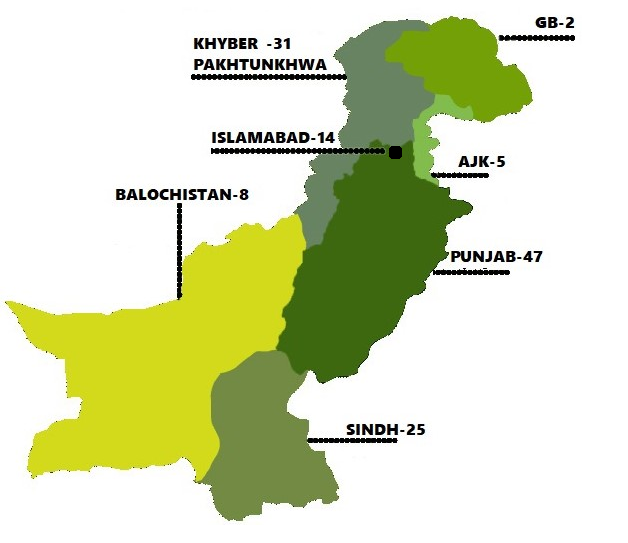 GB-2
KHYBER -31
PAKHTUNKHWA
ISLAMABAD-14
AJK-5
BALOCHISTAN-8
PUNJAB-47
SINDH-25